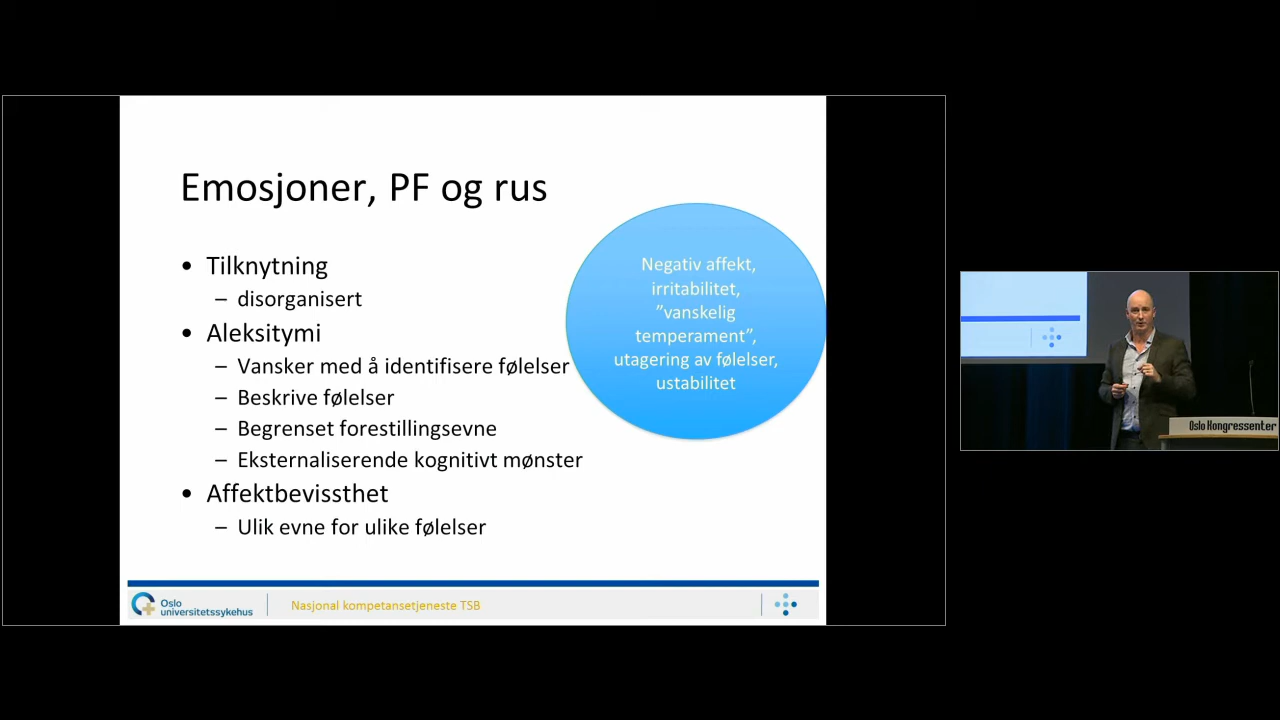 Emosjoner, PF og rus
• Tilknytning
– disorganisert
• Aleksitymi
– Vansker med å identifisere følelser
– Beskrive følelser
– Begrenset forestillingsevne
– Eksternaliserende kognitivt mønster
• Affektbevissthet
– Ulik evne for ulike følelser
Negativ affekt,
irritabilitet,
”vanskelig
temperament”,
utagering av følelser,
ustabilitet
Oslo
universitetssykehus
Nasjonal kompetansetjeneste TSB
Oslo Kongressenter